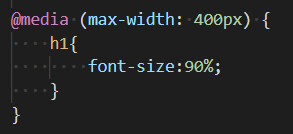 @media (max-width: 400px) {
    h1{
        font-size:90%;
    }
}